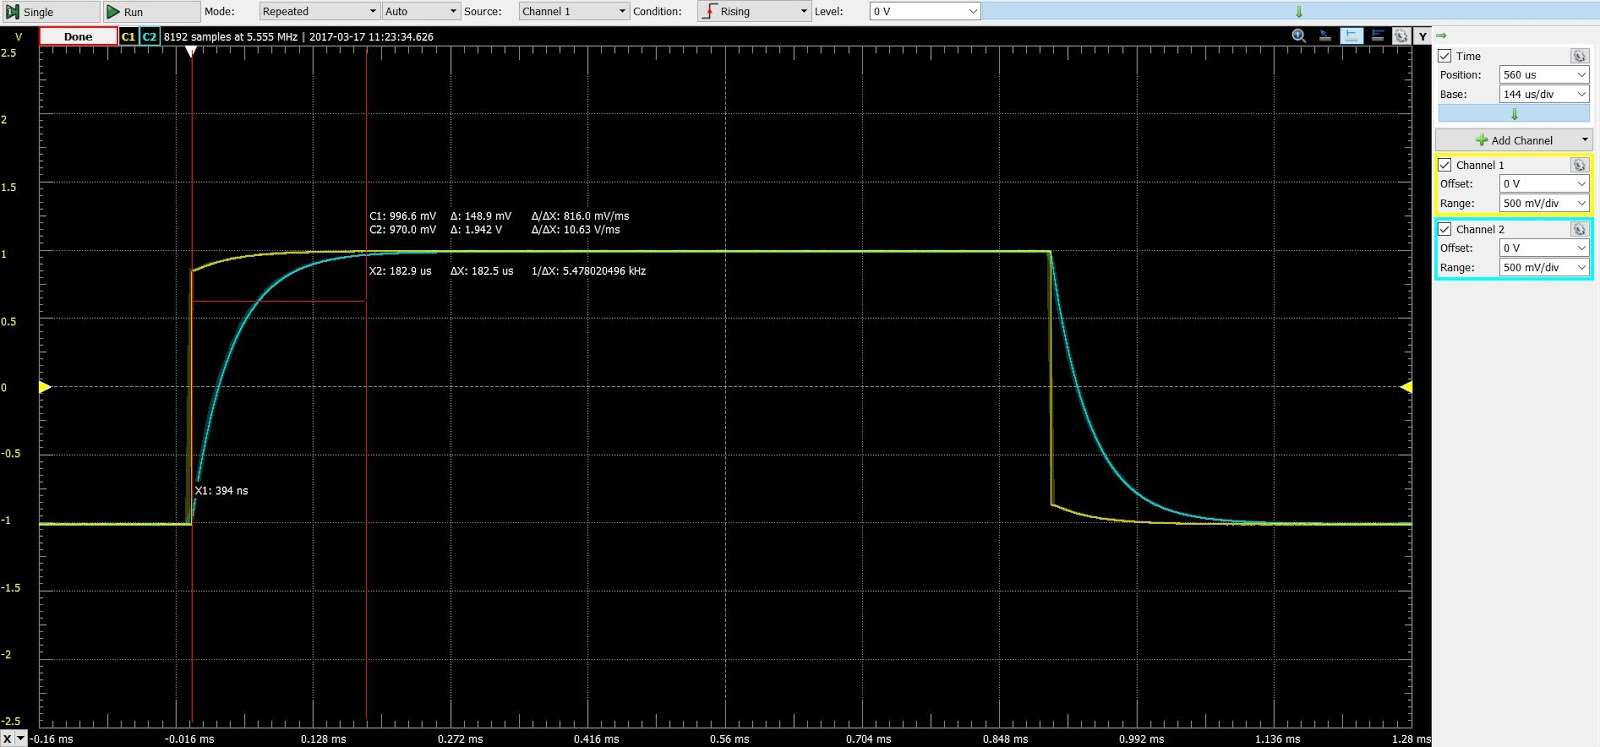 Single Run Mode: Repeated Auto Source: Channel 1 Condition: Rising Level: 0 V
V Done C1 C2 8192 samples at 5.555 MHz | 2017-03-17 11:23:34.626 Y
Time
Position: 560 us
Base: 144 us/div
Add Channel
Channel 1
Offset: 0 V
Range: 500 mV/div
Channel 2
Offset: 0 V
Range: 500 mV/div
2.5
2
1.5
1
0.5
0
-0.5
-1
-1.5
-2
-2.5
C1: 996.6 mV Δ: 148.9 mV Δ/ΔX: 816.0 mV/ms
C2: 970.0 mV Δ: 1.942 V Δ/ΔX: 10.63 V/ms
X2: 182.9 us ΔX: 182.5 us 1/ΔX: 5.478020496 kHz
X1: 394 ns
X -0.16 ms -0.016 ms 0.128 ms 0.272 ms 0.416 ms 0.56 ms 0.704 ms 0.848 ms 0.992 ms 1.136 ms 1.28 ms